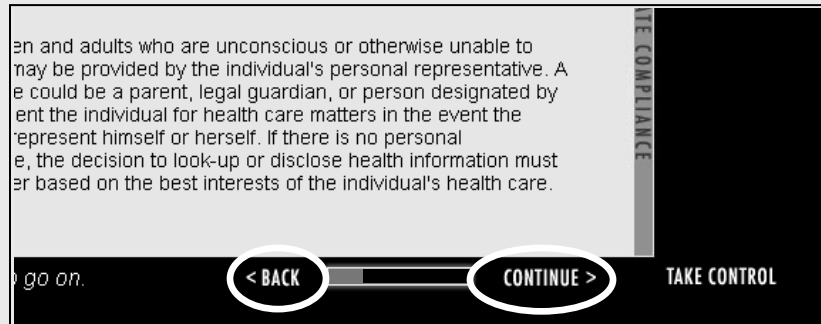 en and adults who are unconscious or otherwise unable to
may be provided by the individual's personal representative. A
e could be a parent, legal guardian, or person designated by
ent the individual for health care matters in the event the
represent himself or herself. If there is no personal
e, the decision to look-up or disclose health information must
er based on the best interests of the individual's health care.
TE COMPLIANCE
o go on.
< BACK
CONTINUE >
TAKE CONTROL